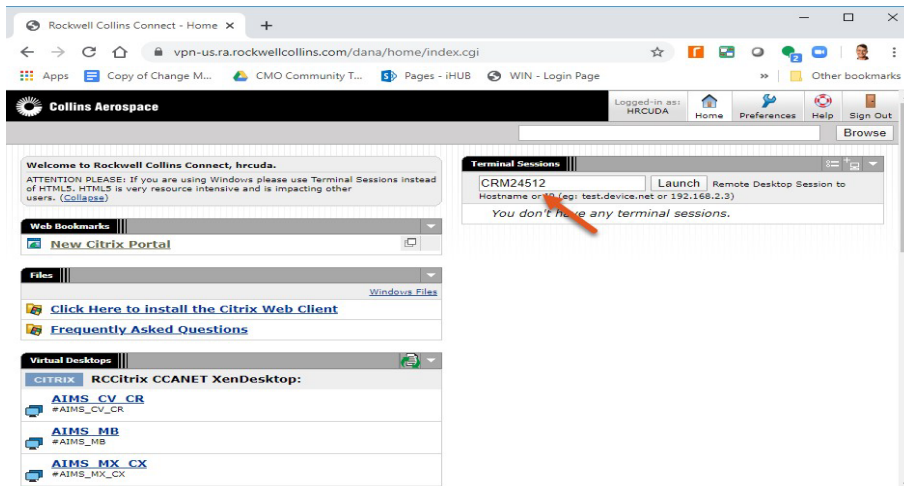 Rockwell Collins Connect - Home
vpn-us.ra.rockwellcollins.com/dana/home/index.cgi
2
Apps Copy of Change M... CMO Community T... Pages - iHUB WIN - Login Page » Other bookmarks
Collins Aerospace
Logged-in as:
HRCUDA
Home Preferences Help Sign Out
Browse
Welcome to Rockwell Collins Connect, hrcuda.
ATTENTION PLEASE: If you are using Windows please use Terminal Sessions instead
of HTML5. HTML5 is very resource intensive and is impacting other
users. (Collapse)
Web Bookmarks
New Citrix Portal
Files
Windows Files
Click Here to install the Citrix Web Client
Frequently Asked Questions
Virtual Desktops
CITRIX RCCitrix CCANET XenDesktop:
AIMS_CV_CR
#AIMS_CV_CR
AIMS_MB
#AIMS_MB
AIMS_MX_CX
#AIMS_MX_CX
Terminal Sessions
CRM24512 Launch Remote Desktop Session to
Hostname or IP (eg: test.device.net or 192.168.2.3)
You don't have any terminal sessions.